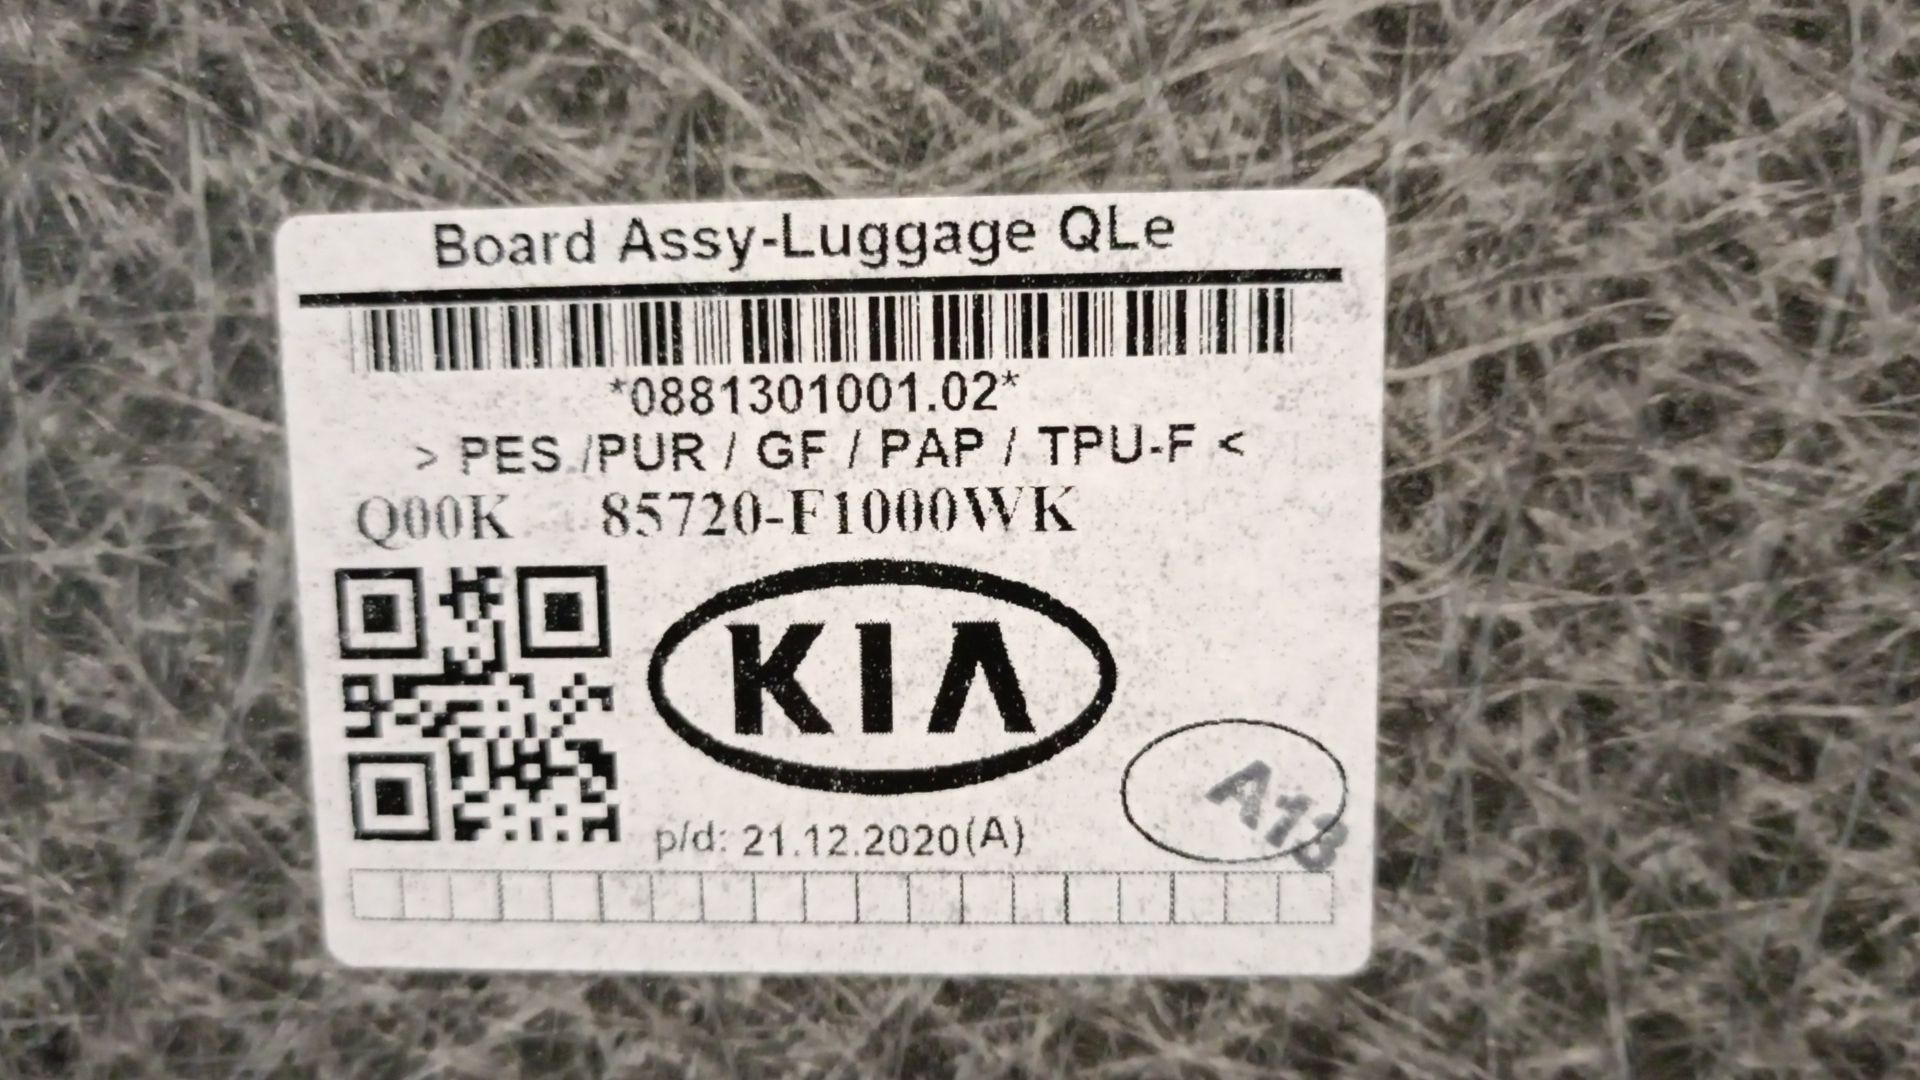 Board Assy-Luggage QLe
*0881301001.02*
> PES /PUR / GF / PAP / TPU-F <
Q00K 85720-F1000WK
KIA
A13
p/d: 21.12.2020(A)